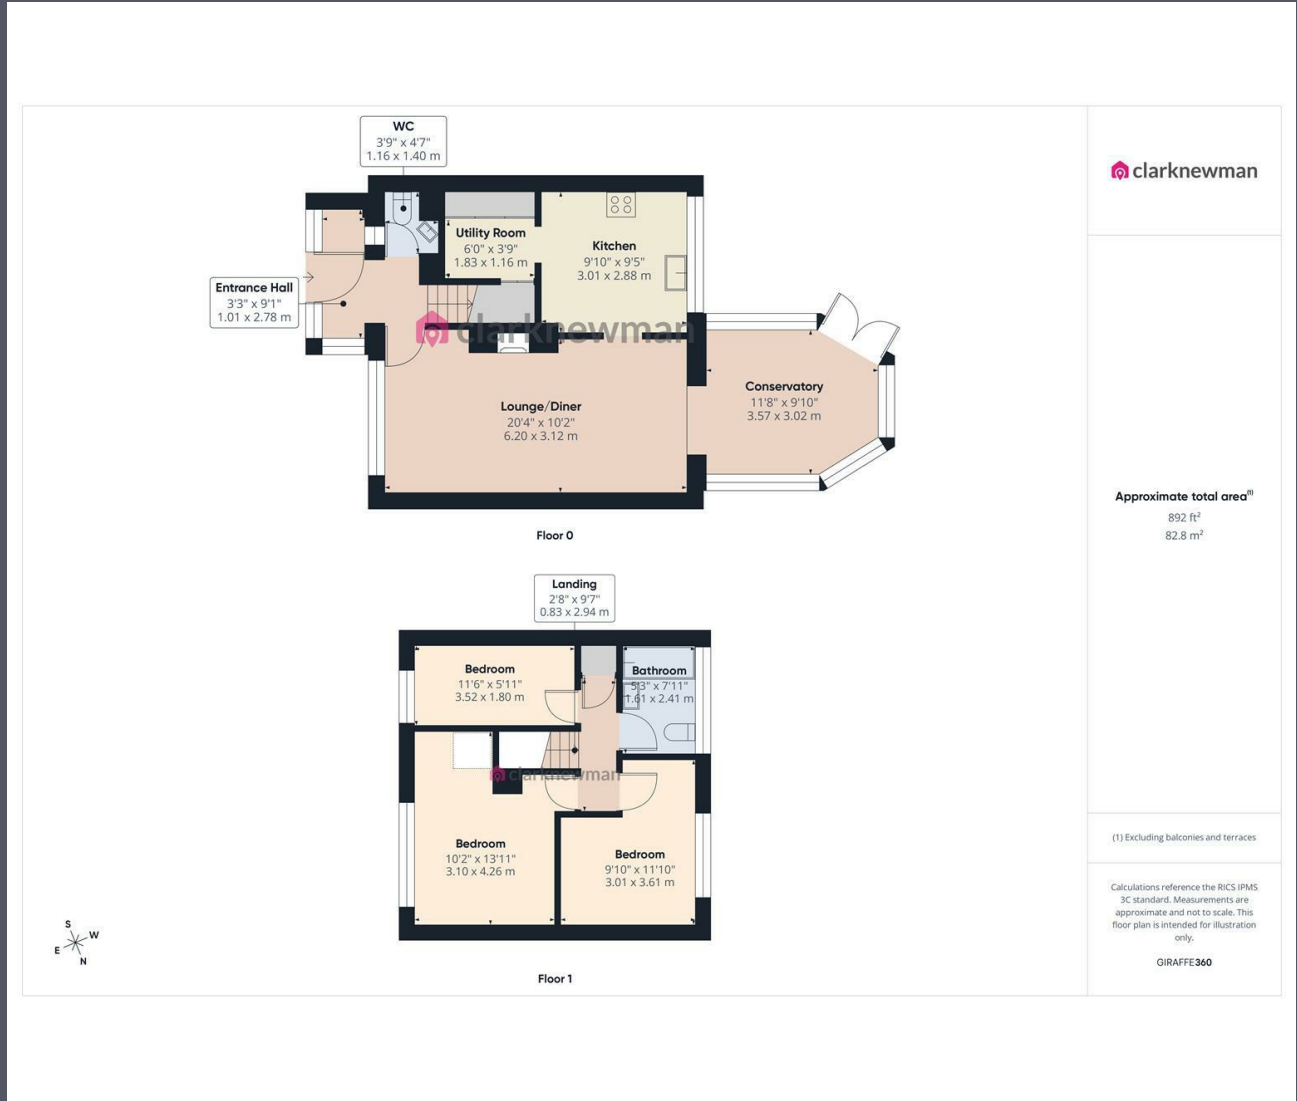 WC
3'9" x 4'7"
1.16 x 1.40 m
Utility Room
6'0" x 3'9"
1.83 x 1.16 m
Kitchen
9'10" x 9'5"
3.01 x 2.88 m
Entrance Hall
3'3" x 9'1"
1.01 x 2.78 m
clarknewman
Conservatory
11'8" x 9'10"
3.57 x 3.02 m
Lounge/Diner
20'4" x 10'2"
6.20 x 3.12 m
Floor 0
Landing
2'8" x 9'7"
0.83 x 2.94 m
Bedroom
11'6" x 5'11"
3.52 x 1.80 m
Bathroom
5'3" x 7'11"
1.61 x 2.41 m
clarknewman
Bedroom
10'2" x 13'11"
3.10 x 4.26 m
Bedroom
9'10" x 11'10"
3.01 x 3.61 m
S
W
E
N
Floor 1
clarknewman
Approximate total area(1)
892 ft²
82.8 m²
(1) Excluding balconies and terraces
Calculations reference the RICS IPMS
3C standard. Measurements are
approximate and not to scale. This
floor plan is intended for illustration
only.
GIRAFFE360